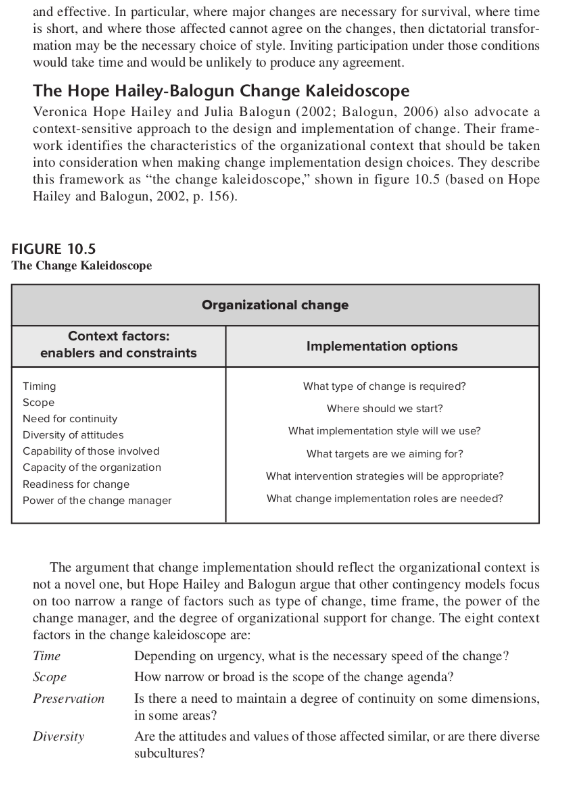 and effective. In particular, where major changes are necessary for survival, where time
is short, and where those affected cannot agree on the changes, then dictatorial transfor-
mation may be the necessary choice of style. Inviting participation under those conditions
would take time and would be unlikely to produce any agreement.
The Hope Hailey-Balogun Change Kaleidoscope
Veronica Hope Hailey and Julia Balogun (2002; Balogun, 2006) also advocate a
context-sensitive approach to the design and implementation of change. Their frame-
work identifies the characteristics of the organizational context that should be taken
into consideration when making change implementation design choices. They describe
this framework as “the change kaleidoscope,” shown in figure 10.5 (based on Hope
Hailey and Balogun, 2002, p. 156).
FIGURE 10.5
The Change Kaleidoscope
Organizational change
Context factors:
enablers and constraints
Timing
Scope
Need for continuity
Diversity of attitudes
Capability of those involved
Capacity of the organization
Readiness for change
Power of the change manager
Implementation options
What type of change is required?
Where should we start?
What implementation style will we use?
What targets are we aiming for?
What intervention strategies will be appropriate?
What change implementation roles are needed?
The argument that change implementation should reflect the organizational context is
not a novel one, but Hope Hailey and Balogun argue that other contingency models focus
on too narrow a range of factors such as type of change, time frame, the power of the
change manager, and the degree of organizational support for change. The eight context
factors in the change kaleidoscope are:
Time Depending on urgency, what is the necessary speed of the change?
Scope How narrow or broad is the scope of the change agenda?
Preservation Is there a need to maintain a degree of continuity on some dimensions,
in some areas?
Diversity Are the attitudes and values of those affected similar, or are there diverse
subcultures?